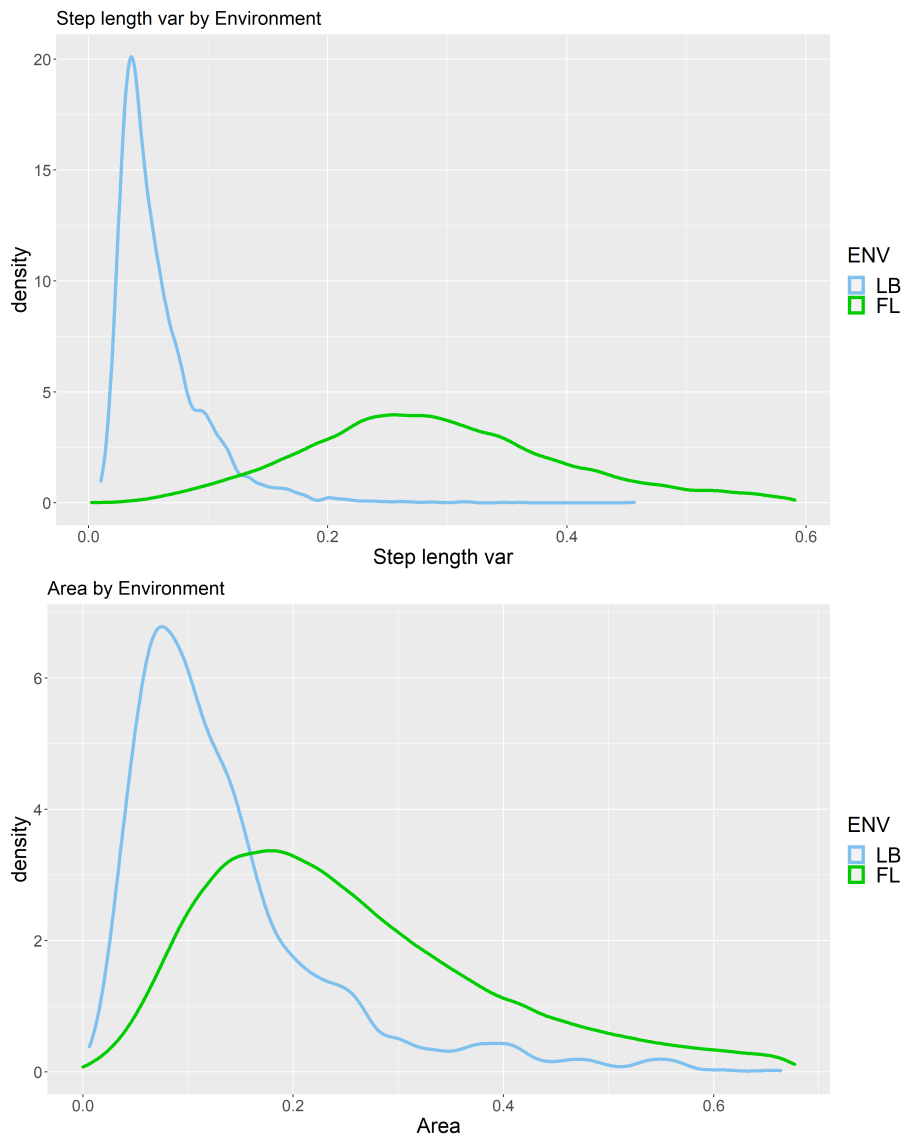 Step length var by Environment
20
15
10
5
0
density
0.0 0.2 0.4 0.6
Step length var
ENV
LB
FL
Area by Environment
6
4
2
0
density
0.0 0.2 0.4 0.6
Area
ENV
LB
FL